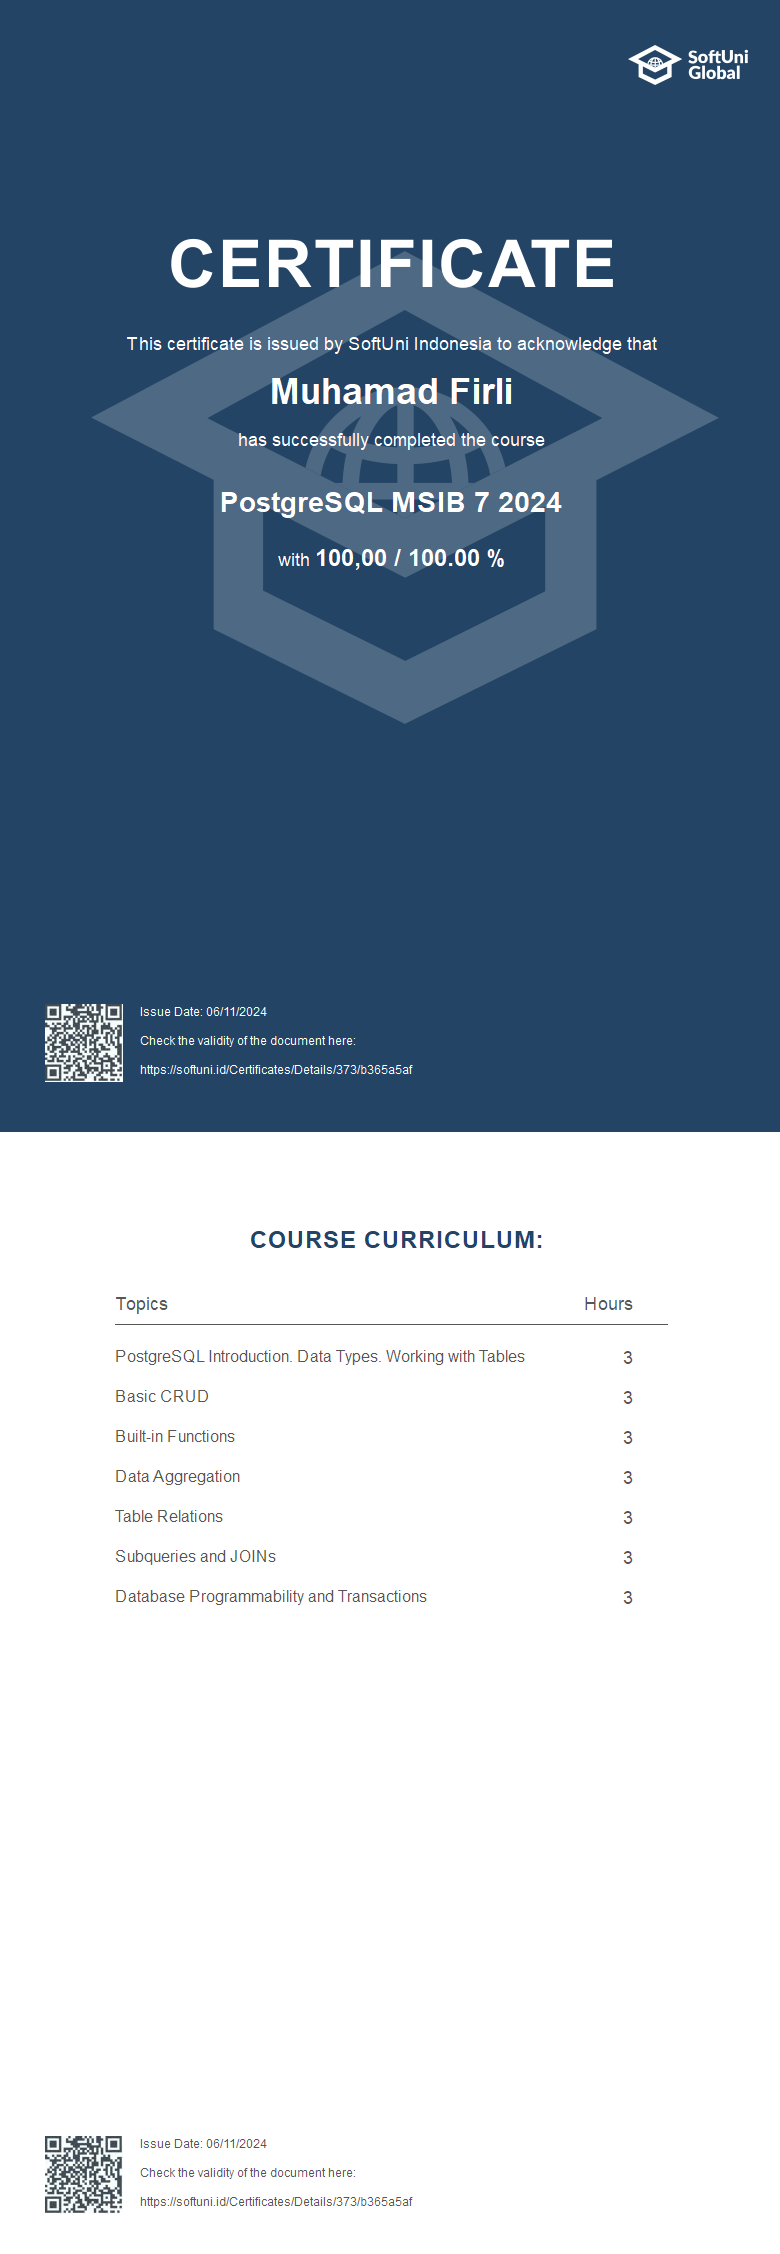 SoftUni
Global
CERTIFICATE
This certificate is issued by SoftUni Indonesia to acknowledge that
Muhamad Firli
has successfully completed the course
PostgreSQL MSIB 7 2024
with 100,00 / 100.00 %
Issue Date: 06/11/2024
Check the validity of the document here:
https://softuni.id/Certificates/Details/373/b365a5af
COURSE CURRICULUM:
Topics Hours
PostgreSQL Introduction. Data Types. Working with Tables 3
Basic CRUD 3
Built-in Functions 3
Data Aggregation 3
Table Relations 3
Subqueries and JOINs 3
Database Programmability and Transactions 3
Issue Date: 06/11/2024
Check the validity of the document here:
https://softuni.id/Certificates/Details/373/b365a5af